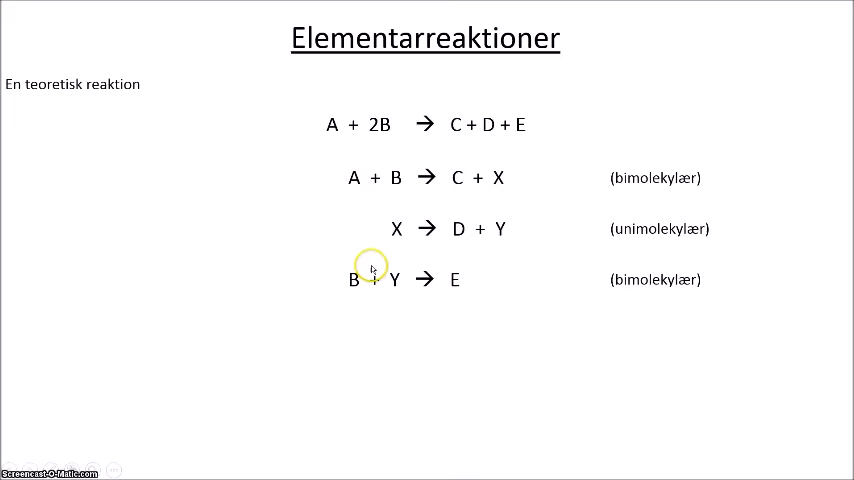 Elementarreaktioner
En teoretisk reaktion
A + 2B → C + D + E
A + B → C + X (bimolekylær)
X → D + Y (unimolekylær)
B + Y → E (bimolekylær)
Screencast-O-Matic.com